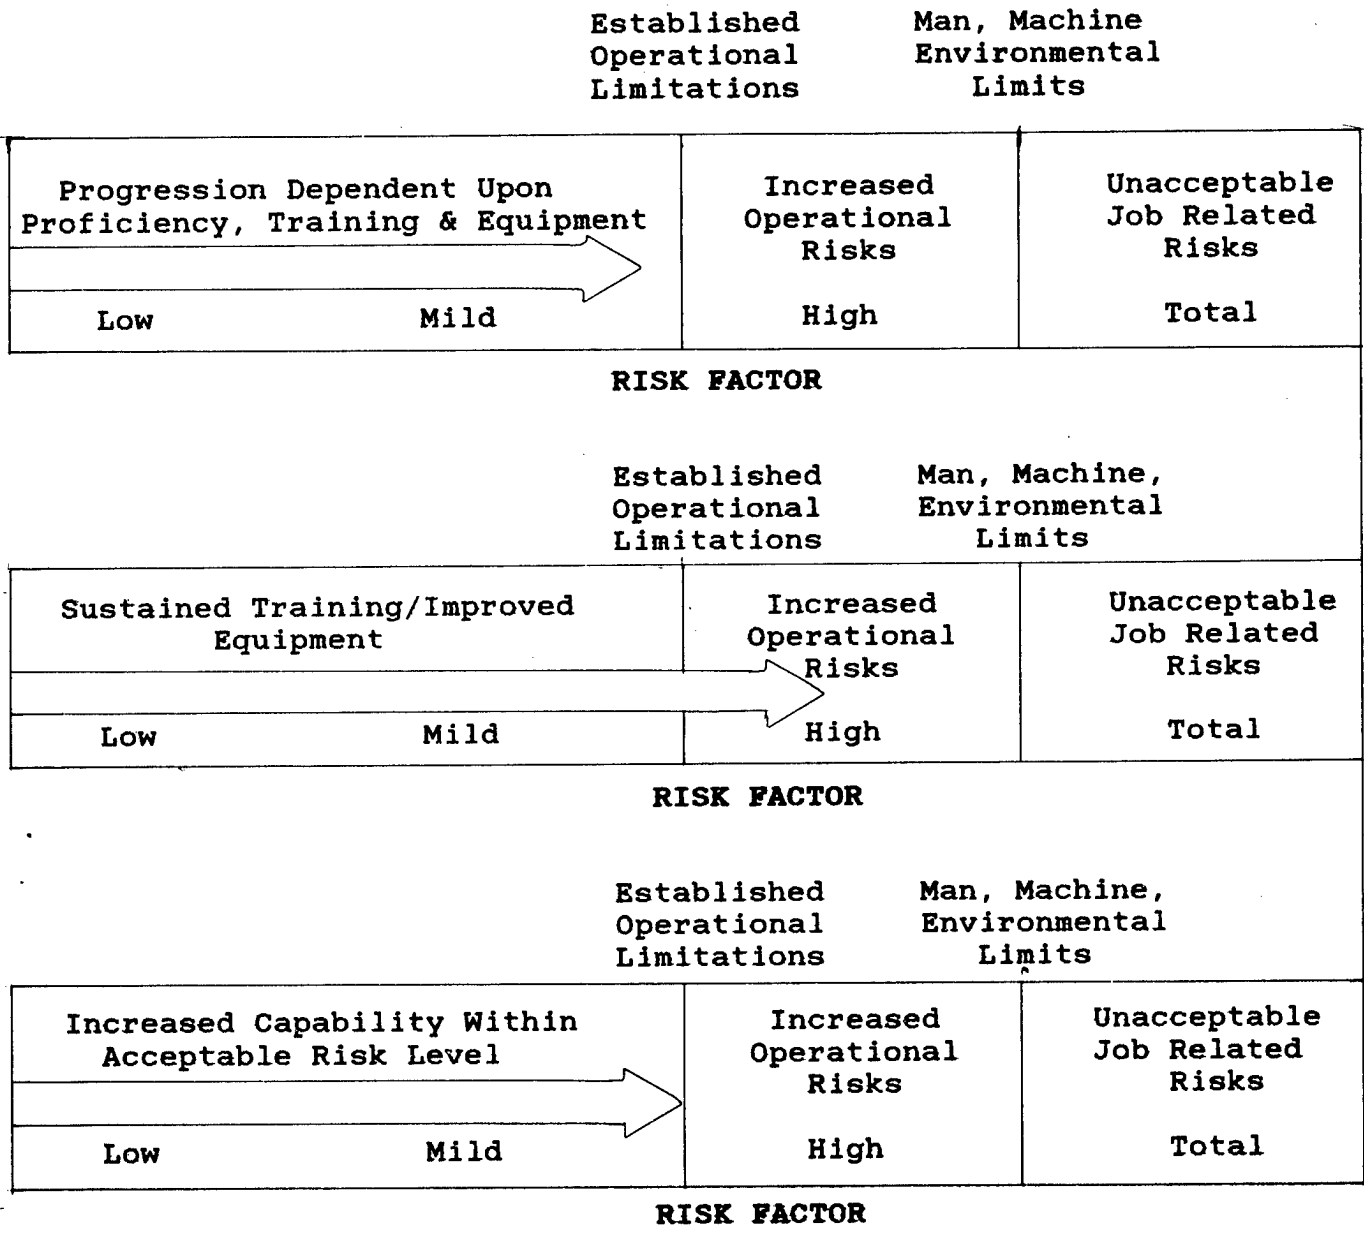 Established
Operational
Limitations
Man, Machine
Environmental
Limits
Progression Dependent Upon
Proficiency, Training & Equipment
Low Mild
Increased
Operational
Risks
High
Unacceptable
Job Related
Risks
Total
RISK FACTOR
Established
Operational
Limitations
Man, Machine,
Environmental
Limits
Sustained Training/Improved
Equipment
Low Mild
Increased
Operational
Risks
High
Unacceptable
Job Related
Risks
Total
RISK FACTOR
Established
Operational
Limitations
Man, Machine,
Environmental
Limits
Increased Capability Within
Acceptable Risk Level
Low Mild
Increased
Operational
Risks
High
Unacceptable
Job Related
Risks
Total
RISK FACTOR